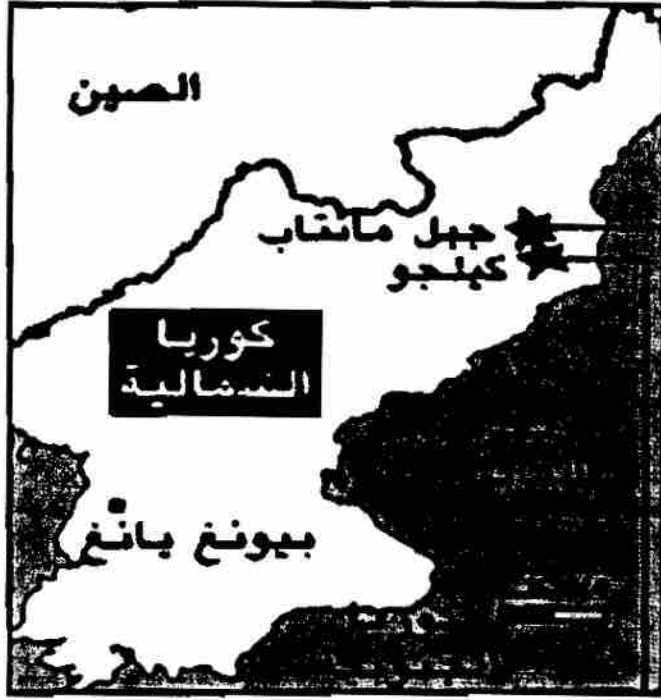 الصين
جبل مانتاب
كيلجو
كوريا
الشمالية
بيونغ يانغ